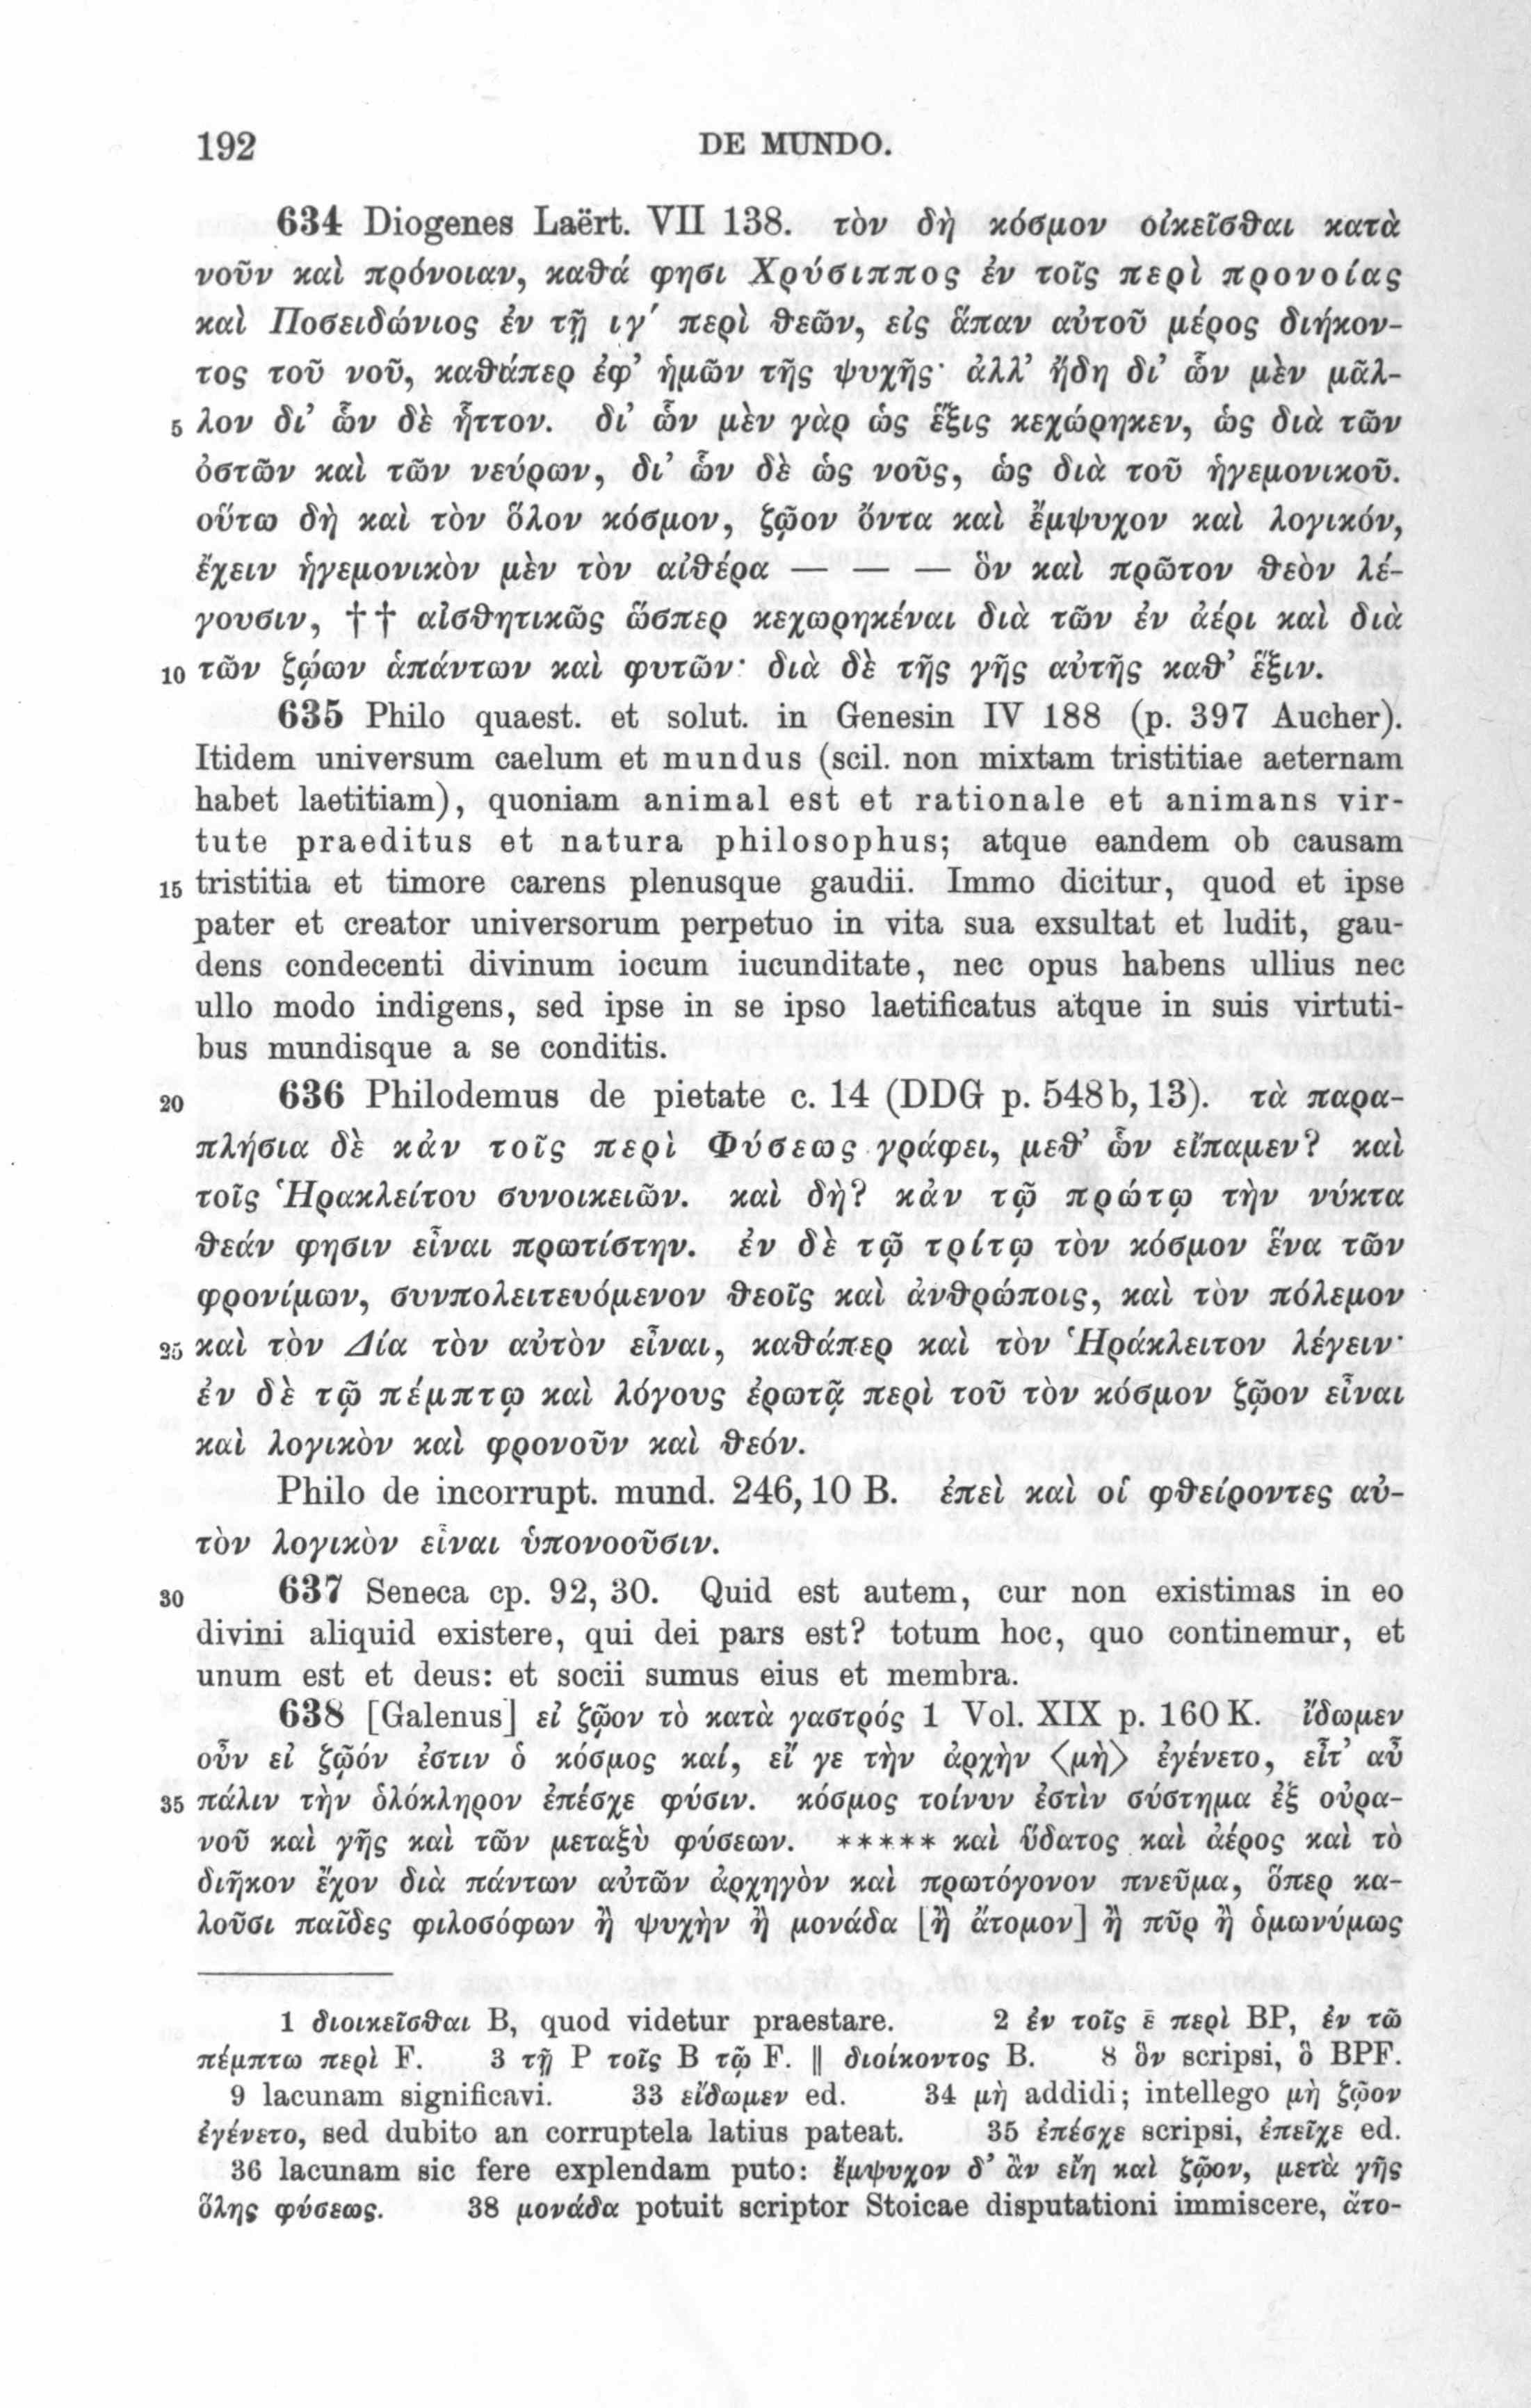 192 DE MUNDO.
634 Diogenes Laërt. VII 138. τὸν δὴ κόσμον οἰκεῖσθαι κατὰ
νοῦν καὶ πρόνοιαν, καθά φησι Χρύσιππος ἐν τοῖς περὶ προνοίας
καὶ Ποσειδώνιος ἐν τῇ ιγʹ περὶ θεῶν, εἰς ἅπαν αὐτοῦ μέρος διήκον-
τος τοῦ νοῦ, καθάπερ ἐφ' ἡμῶν τῆς ψυχῆς· ἀλλ' ἤδη δι' ὧν μὲν μᾶλ-
5 λον δι' ὧν δὲ ἧττον. δι' ὧν μὲν γὰρ ὡς ἕξις κεχώρηκεν, ὡς διὰ τῶν
ὀστῶν καὶ τῶν νεύρων, δι' ὧν δὲ ὡς νοῦς, ὡς διὰ τοῦ ἡγεμονικοῦ.
οὕτω δὴ καὶ τὸν ὅλον κόσμον, ζῷον ὄντα καὶ ἔμψυχον καὶ λογικόν,
ἔχειν ἡγεμονικὸν μὲν τὸν αἰθέρα — — — ὃν καὶ πρῶτον θεὸν λέ-
γουσιν, †† αἰσθητικῶς ὥσπερ κεχωρηκέναι διὰ τῶν ἐν ἀέρι καὶ διὰ
10 τῶν ζῴων ἁπάντων καὶ φυτῶν· διὰ δὲ τῆς γῆς αὐτῆς καθ' ἕξιν.
635 Philo quaest. et solut. in Genesin IV 188 (p. 397 Aucher).
Itidem universum caelum et mundus (scil. non mixtam tristitiae aeternam
habet laetitiam), quoniam animal est et rationale et animans vir-
tute praeditus et natura philosophus; atque eandem ob causam
15 tristitia et timore carens plenusque gaudii. Immo dicitur, quod et ipse
pater et creator universorum perpetuo in vita sua exsultat et ludit, gau-
dens condecenti divinum iocum iucunditate, nec opus habens ullius nec
ullo modo indigens, sed ipse in se ipso laetificatus atque in suis virtuti-
bus mundisque a se conditis.
20 636 Philodemus de pietate c. 14 (DDG p. 548b, 13). τὰ παρα-
πλήσια δὲ κἀν τοῖς περὶ Φύσεως γράφει, μεθ' ὧν εἴπαμεν? καὶ
τοῖς Ἡρακλείτου συνοικειῶν. καὶ δὴ? κἀν τῷ πρώτῳ τὴν νύκτα
θεάν φησιν εἶναι πρωτίστην. ἐν δὲ τῷ τρίτῳ τὸν κόσμον ἕνα τῶν
φρονίμων, συνπολειτευόμενον θεοῖς καὶ ἀνθρώποις, καὶ τὸν πόλεμον
25 καὶ τὸν Δία τὸν αὐτὸν εἶναι, καθάπερ καὶ τὸν Ἡράκλειτον λέγειν·
ἐν δὲ τῷ πέμπτῳ καὶ λόγους ἐρωτᾷ περὶ τοῦ τὸν κόσμον ζῷον εἶναι
καὶ λογικὸν καὶ φρονοῦν καὶ θεόν.
Philo de incorrupt. mund. 246, 10 B. ἐπεὶ καὶ οἱ φθείροντες αὐ-
τὸν λογικὸν εἶναι ὑπονοοῦσιν.
30 637 Seneca ep. 92, 30. Quid est autem, cur non existimas in eo
divini aliquid existere, qui dei pars est? totum hoc, quo continemur, et
unum est et deus: et socii sumus eius et membra.
638 [Galenus] εἰ ζῷον τὸ κατὰ γαστρός 1 Vol. XIX p. 160 K. ἴδωμεν
οὖν εἰ ζῷόν ἐστιν ὁ κόσμος καί, εἴ γε τὴν ἀρχὴν ⟨μὴ⟩ ἐγένετο, εἶτ' αὖ
35 πάλιν τὴν ὁλόκληρον ἐπέσχε φύσιν. κόσμος τοίνυν ἐστὶν σύστημα ἐξ οὐρα-
νοῦ καὶ γῆς καὶ τῶν μεταξὺ φύσεων. ***** καὶ ὕδατος καὶ ἀέρος καὶ τὸ
διῆκον ἔχον διὰ πάντων αὐτῶν ἀρχηγὸν καὶ πρωτόγονον πνεῦμα, ὅπερ κα-
λοῦσι παῖδες φιλοσόφων ἢ ψυχὴν ἢ μονάδα [ἢ ἄτομον] ἢ πῦρ ἢ ὁμωνύμως
1 διοικεῖσθαι B, quod videtur praestare. 2 ἐν τοῖς ε̄ περὶ BP, ἐν τῶ
πέμπτω περὶ F. 3 τῇ P τοῖς B τῷ F. ‖ διοίκοντος B. 8 ὃν scripsi, ὃ BPF.
9 lacunam significavi. 33 εἴδωμεν ed. 34 μὴ addidi; intellego μὴ ζῷον
ἐγένετο, sed dubito an corruptela latius pateat. 35 ἐπέσχε scripsi, ἐπεῖχε ed.
36 lacunam sic fere explendam puto: ἔμψυχον δ' ἂν εἴη καὶ ζῷον, μετὰ γῆς
ὅλης φύσεως. 38 μονάδα potuit scriptor Stoicae disputationi immiscere, ἄτο-